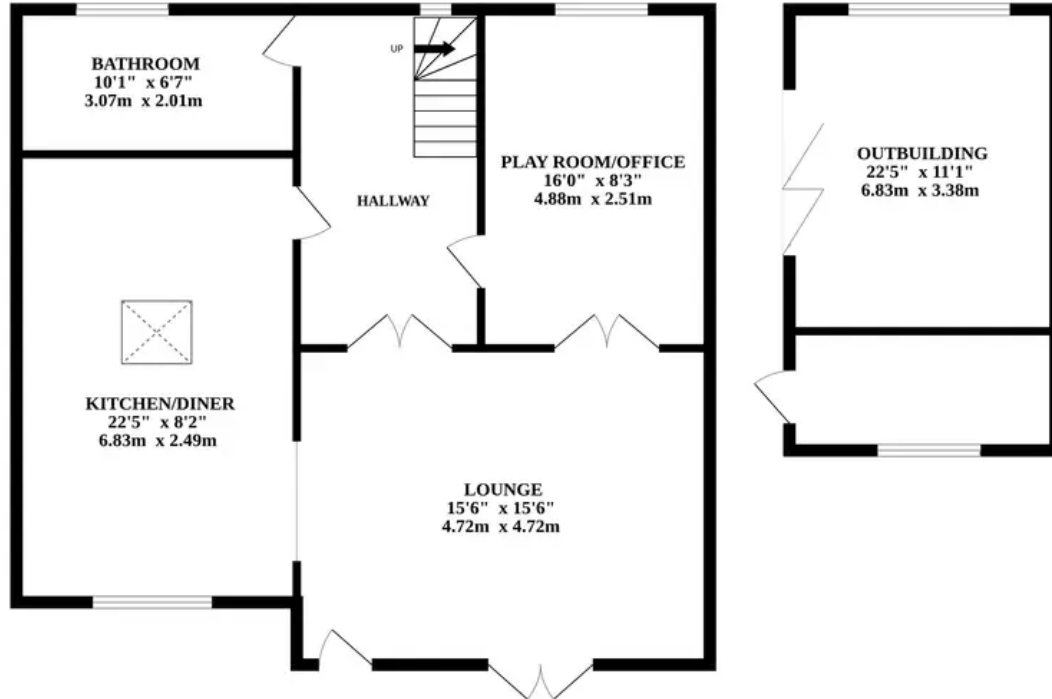 BATHROOM
10'1" x 6'7"
3.07m x 2.01m
UP
PLAY ROOM/OFFICE
16'0" x 8'3"
4.88m x 2.51m
HALLWAY
KITCHEN/DINER
22'5" x 8'2"
6.83m x 2.49m
LOUNGE
15'6" x 15'6"
4.72m x 4.72m
OUTBUILDING
22'5" x 11'1"
6.83m x 3.38m